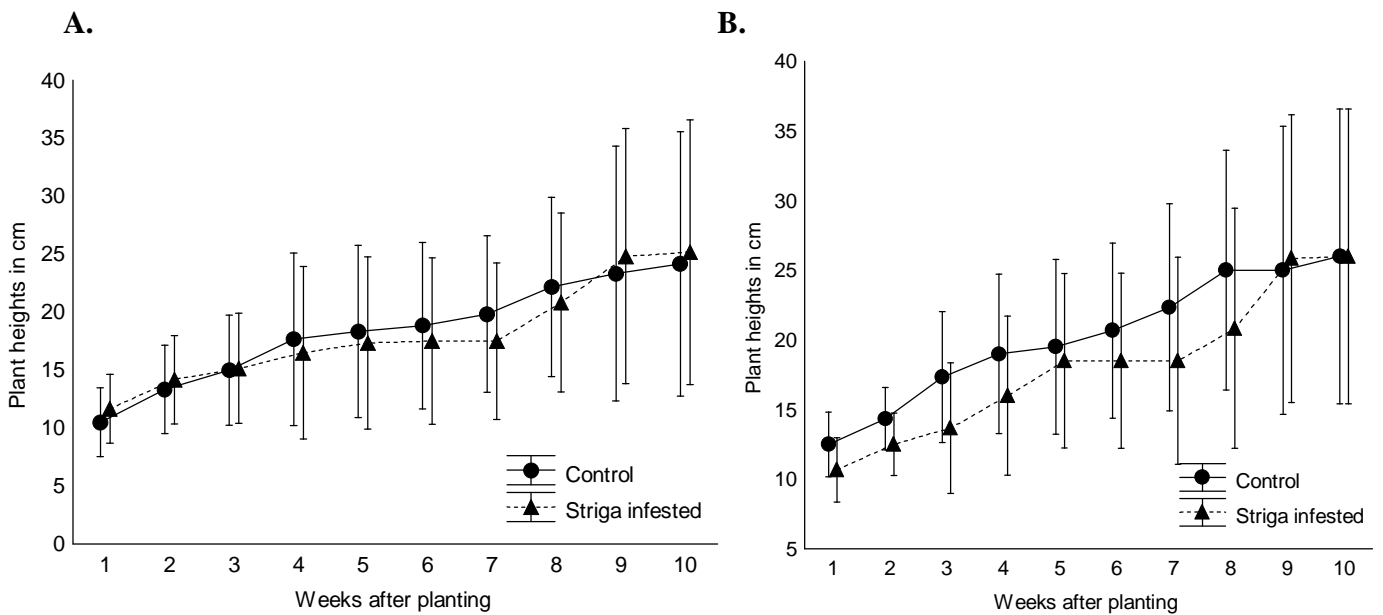 A.
40
35
30
25
20
15
10
5
0
Plant heights in cm
1 2 3 4 5 6 7 8 9 10
Weeks after planting
Control
Striga infested
B.
40
35
30
25
20
15
10
5
Plant heights in cm
1 2 3 4 5 6 7 8 9 10
Weeks after planting
Control
Striga infested